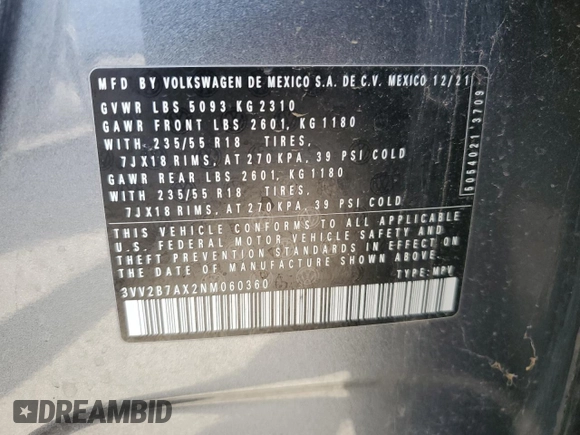 MFD BY VOLKSWAGEN DE MEXICO S.A. DE C.V. MEXICO 12/21
GVWR LBS 5093 KG 2310
GAWR FRONT LBS 2601, KG 1180
WITH 235/55 R18 TIRES,
7JX18 RIMS, AT 270 KPA, 39 PSI COLD
GAWR REAR LBS 2601, KG 1180
WITH 235/55 R18 TIRES.
7JX18 RIMS, AT 270 KPA, 39 PSI COLD
THIS VEHICLE CONFORMS TO ALL APPLICABLE
U.S. FEDERAL MOTOR VEHICLE SAFETY AND
THEFT PREVENTION STANDARDS IN EFFECT ON
THE DATE OF MANUFACTURE SHOWN ABOVE.
3VV2B7AX2NM060360 TYPE: MPV
5054021'3709
DREAMBID